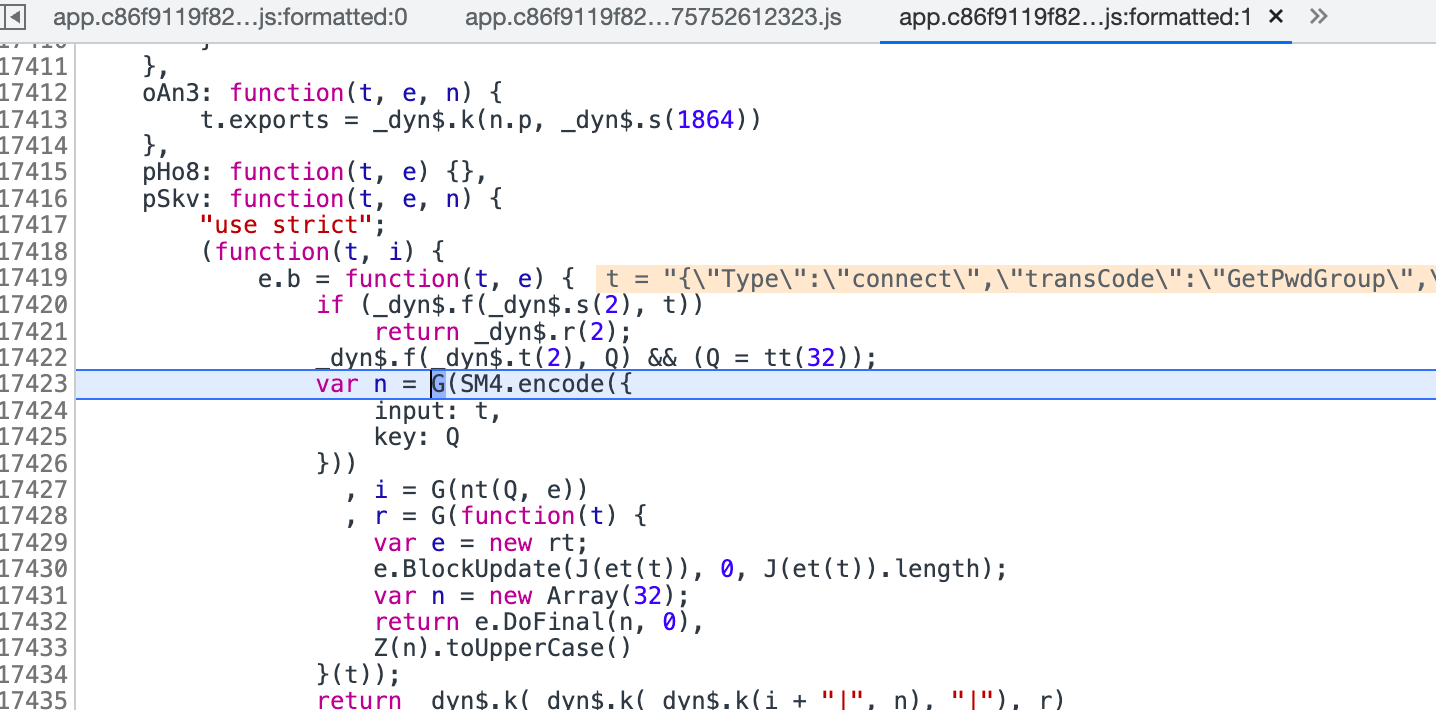 app.c86f9119f82…js:formatted:0 app.c86f9119f82…75752612323.js app.c86f9119f82…js:formatted:1 × »
17411 },
17412 oAn3: function(t, e, n) {
17413 t.exports = _dyn$.k(n.p, _dyn$.s(1864))
17414 },
17415 pHo8: function(t, e) {},
17416 pSkv: function(t, e, n) {
17417 "use strict";
17418 (function(t, i) {
17419 e.b = function(t, e) { t = "{\"Type\":\"connect\",\"transCode\":\"GetPwdGroup\",\
17420 if (_dyn$.f(_dyn$.s(2), t))
17421 return _dyn$.r(2);
17422 _dyn$.f(_dyn$.t(2), Q) && (Q = tt(32));
17423 var n = G(SM4.encode({
17424 input: t,
17425 key: Q
17426 }))
17427 , i = G(nt(Q, e))
17428 , r = G(function(t) {
17429 var e = new rt;
17430 e.BlockUpdate(J(et(t)), 0, J(et(t)).length);
17431 var n = new Array(32);
17432 return e.DoFinal(n, 0),
17433 Z(n).toUpperCase()
17434 }(t));
17435 return _dyn$.k(_dyn$.k(_dyn$.k(i + "|", n), "|"), r)